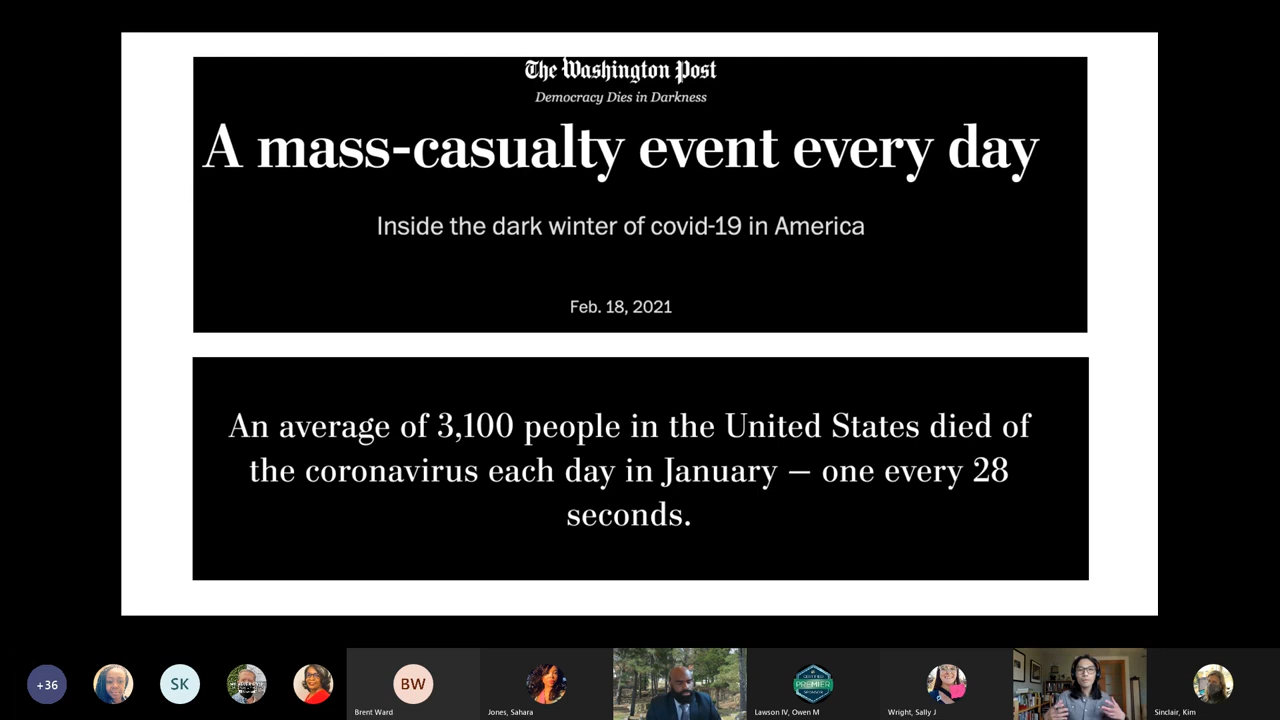 The Washington Post
Democracy Dies in Darkness
A mass-casualty event every day
Inside the dark winter of covid-19 in America
Feb. 18, 2021
An average of 3,100 people in the United States died of
the coronavirus each day in January — one every 28
seconds.
+36
SK
BW
Brent Ward
Jones, Sahara
PREMIER
Lawson IV, Owen M
Wright, Sally J
Sinclair, Kim